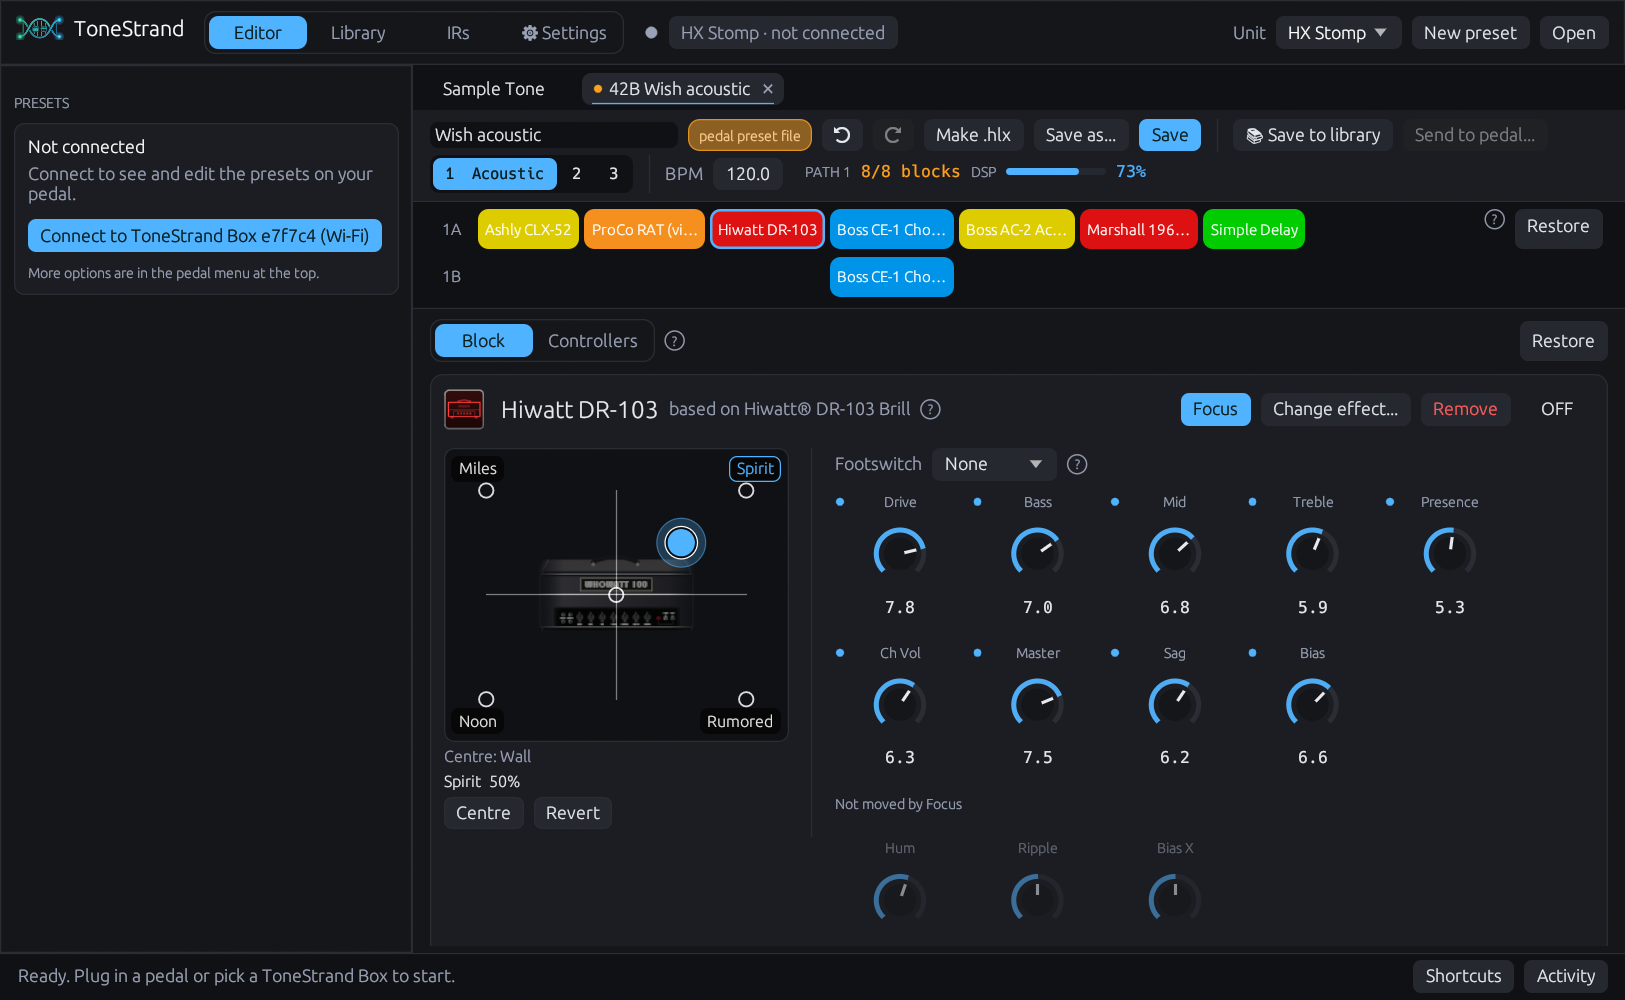 ToneStrand
Editor
Library
IRs
Settings
HX Stomp · not connected
Unit
HX Stomp
New preset
Open
PRESETS
Not connected
Connect to see and edit the presets on your
pedal.
Connect to ToneStrand Box e7f7c4 (Wi-Fi)
More options are in the pedal menu at the top.
Sample Tone
42B Wish acoustic ×
Wish acoustic
pedal preset file
Make .hlx
Save as...
Save
Save to library
Send to pedal...
1 Acoustic
2
3
BPM
120.0
PATH 1
8/8 blocks
DSP
73%
1A
Ashly CLX-52
ProCo RAT (vi...
Hiwatt DR-103
Boss CE-1 Cho...
Boss AC-2 Ac...
Marshall 196...
Simple Delay
?
Restore
1B
Boss CE-1 Cho...
Block
Controllers
?
Restore
Hiwatt DR-103
based on Hiwatt® DR-103 Brill
?
Focus
Change effect...
Remove
OFF
Miles
Spirit
WHOWATT 100
Noon
Rumored
Centre: Wall
Spirit 50%
Centre
Revert
Footswitch
None
?
Drive
Bass
Mid
Treble
Presence
7.8
7.0
6.8
5.9
5.3
Ch Vol
Master
Sag
Bias
6.3
7.5
6.2
6.6
Not moved by Focus
Hum
Ripple
Bias X
Ready. Plug in a pedal or pick a ToneStrand Box to start.
Shortcuts
Activity